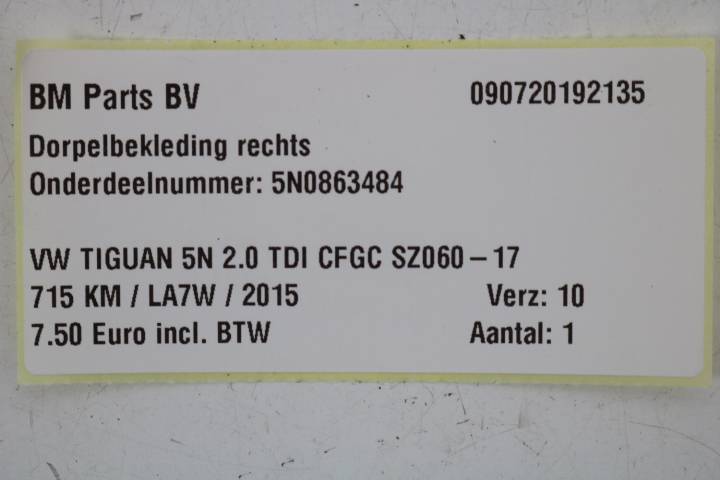 BM Parts BV 090720192135
Dorpelbekleding rechts
Onderdeelnummer: 5N0863484
VW TIGUAN 5N 2.0 TDI CFGC SZ060 – 17
715 KM / LA7W / 2015 Verz: 10
7.50 Euro incl. BTW Aantal: 1